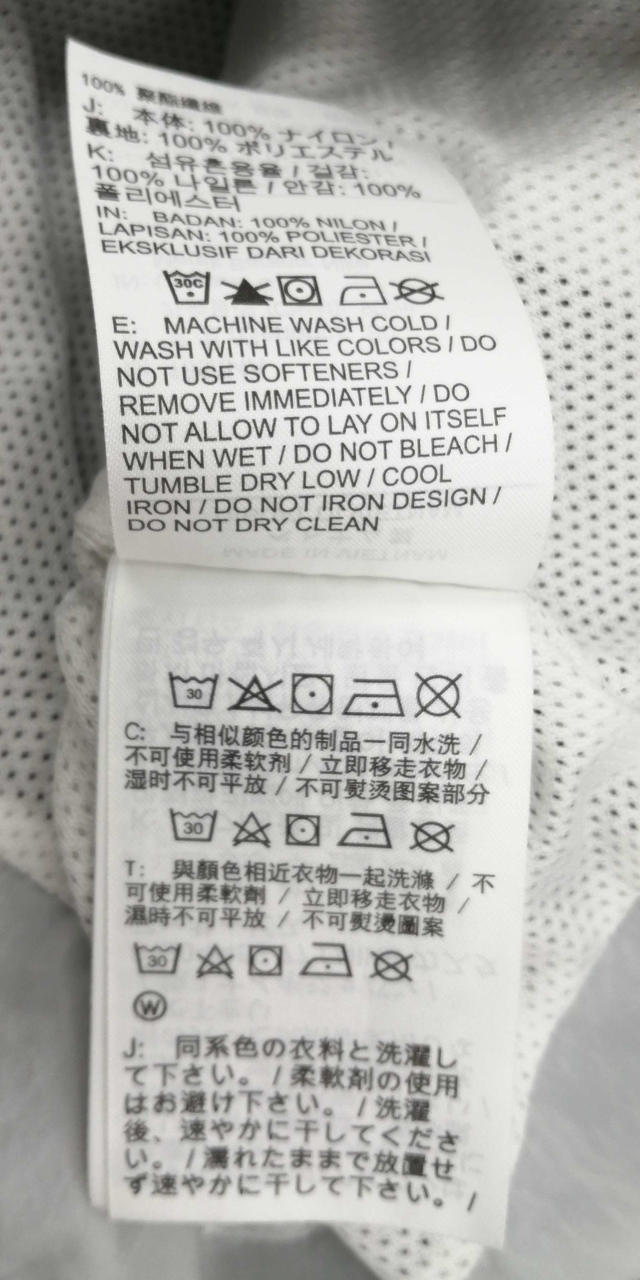 100% 聚酯纖維
J: 本体: 100% ナイロン,
裏地: 100% ポリエステル
K: 섬유혼용율 / 겉감:
100% 나일론 / 안감: 100%
폴리에스터
IN: BADAN: 100% NILON /
LAPISAN: 100% POLIESTER /
EKSKLUSIF DARI DEKORASI
30C
E: MACHINE WASH COLD /
WASH WITH LIKE COLORS / DO
NOT USE SOFTENERS /
REMOVE IMMEDIATELY / DO
NOT ALLOW TO LAY ON ITSELF
WHEN WET / DO NOT BLEACH /
TUMBLE DRY LOW / COOL
IRON / DO NOT IRON DESIGN /
DO NOT DRY CLEAN
30
C: 与相似颜色的制品一同水洗 /
不可使用柔软剂 / 立即移走衣物 /
湿时不可平放 / 不可熨烫图案部分
30
T: 與顏色相近衣物一起洗滌 / 不
可使用柔軟劑 / 立即移走衣物 /
濕時不可平放 / 不可熨燙圖案
30
W
J: 同系色の衣料と洗濯し
て下さい。 / 柔軟剤の使用
はお避け下さい。 / 洗濯
後、速やかに干してくださ
い。 / 濡れたままで放置せ
ず速やかに干して下さい。 /